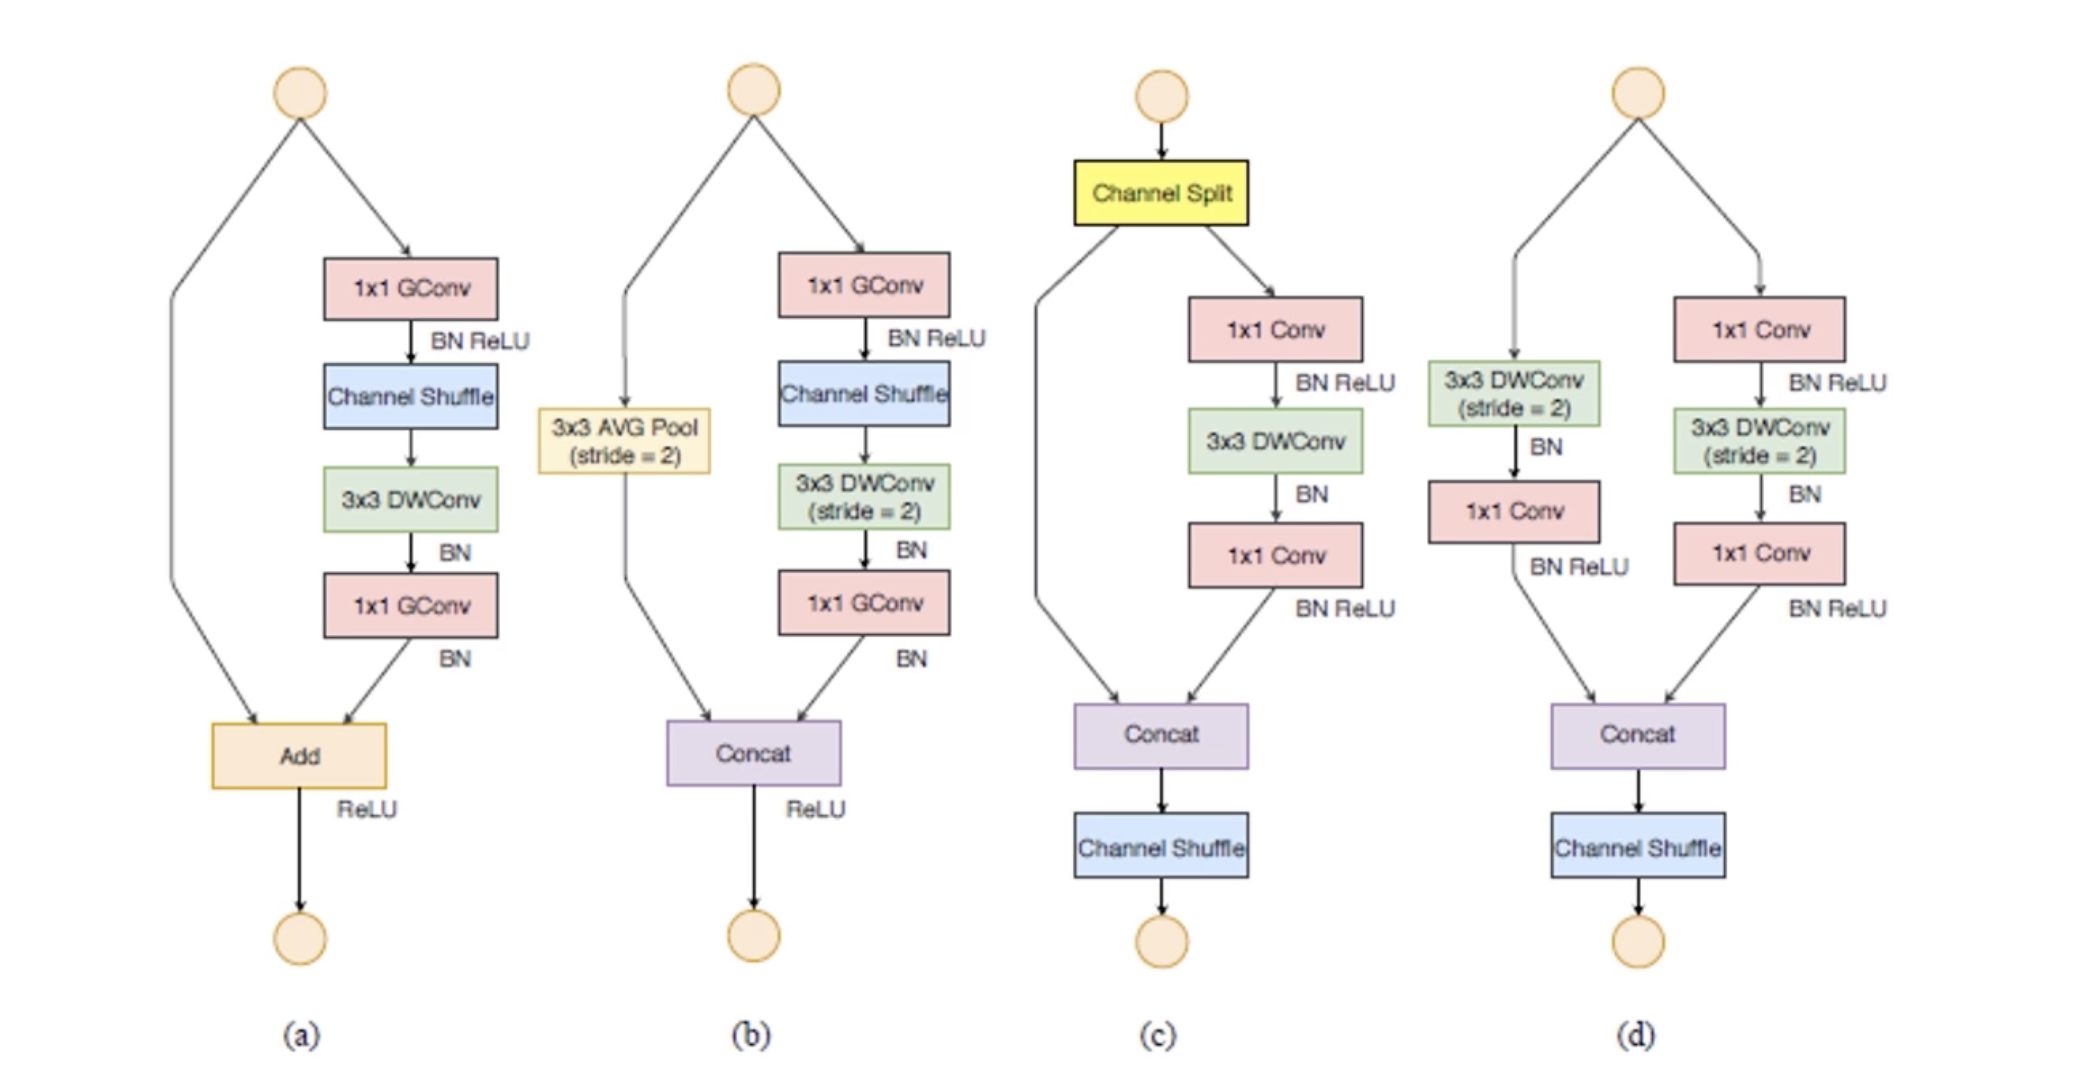 1x1 GConv
BN ReLU
Channel Shuffle
3x3 DWConv
BN
1x1 GConv
BN
Add
ReLU
(a)
1x1 GConv
BN ReLU
Channel Shuffle
3x3 AVG Pool
(stride = 2)
3x3 DWConv
(stride = 2)
BN
1x1 GConv
BN
Concat
ReLU
(b)
Channel Split
1x1 Conv
BN ReLU
3x3 DWConv
BN
1x1 Conv
BN ReLU
Concat
Channel Shuffle
(c)
3x3 DWConv
(stride = 2)
BN
1x1 Conv
BN ReLU
1x1 Conv
BN ReLU
3x3 DWConv
(stride = 2)
BN
1x1 Conv
BN ReLU
Concat
Channel Shuffle
(d)